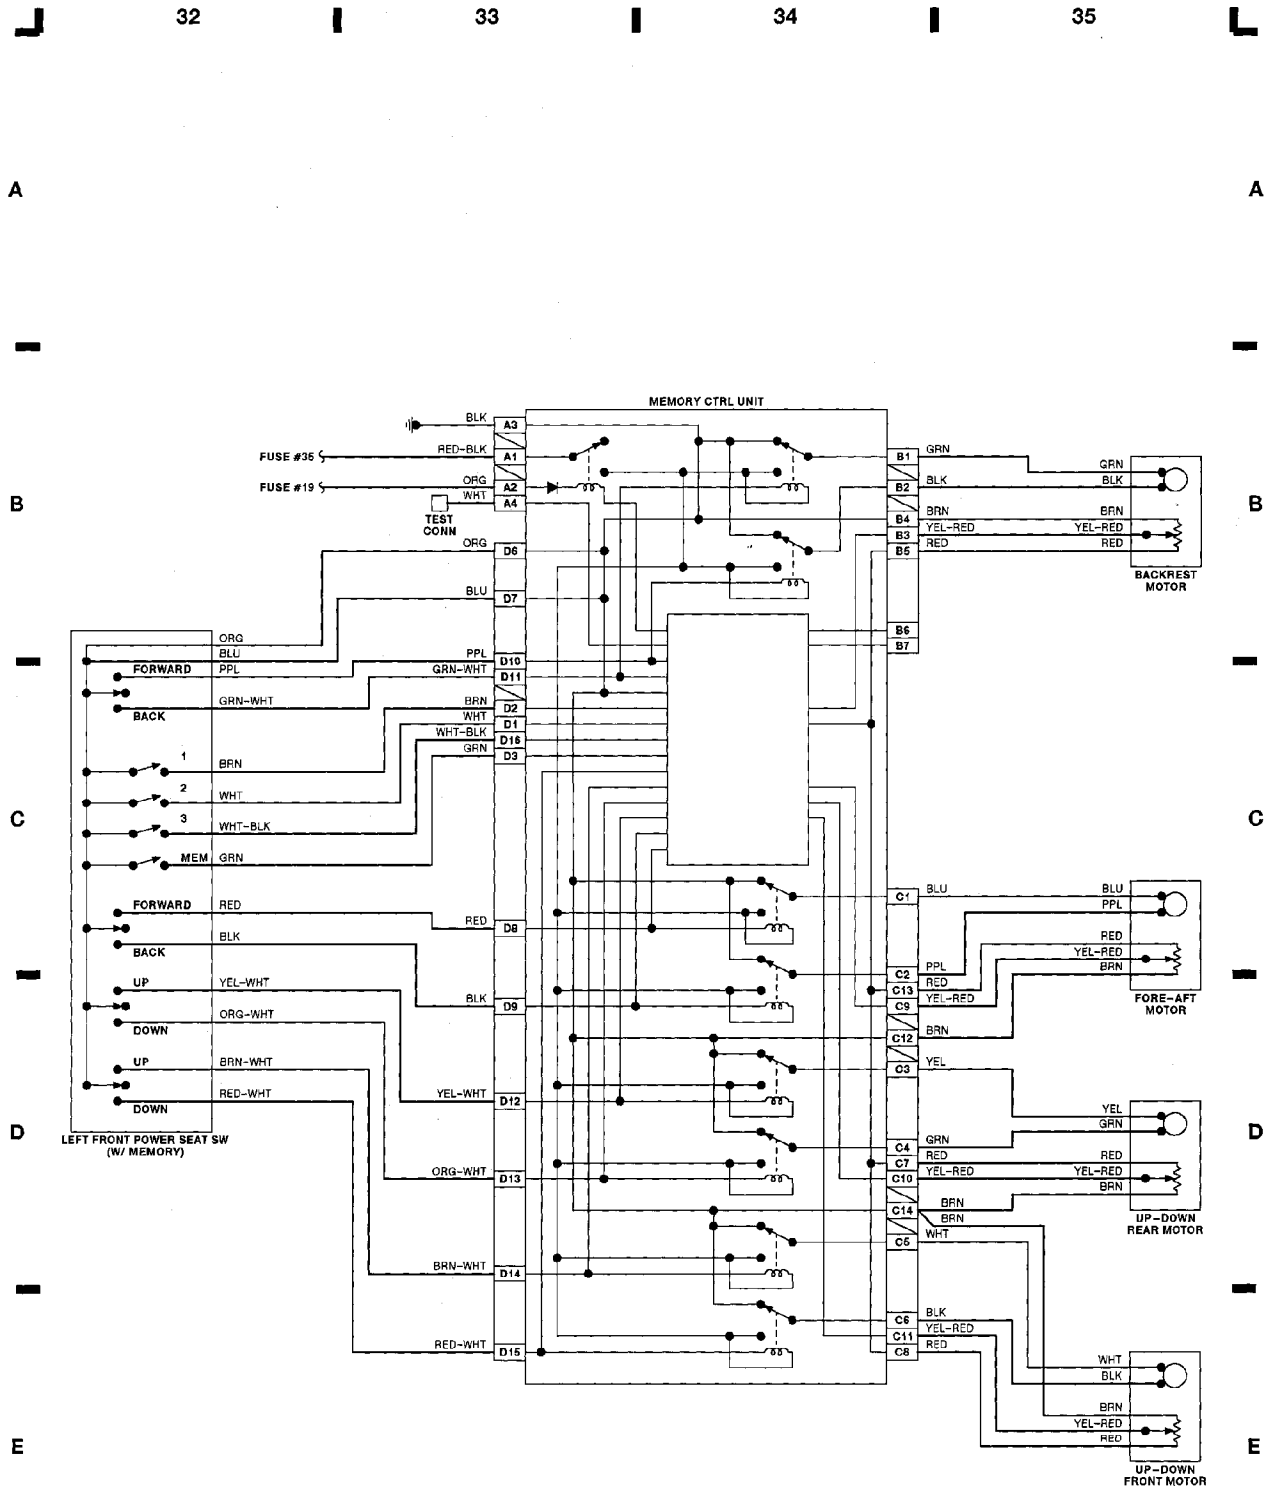 32 33 34 35
A A
MEMORY CTRL UNIT
BLK A3
FUSE #35 RED-BLK A1 B1 GRN
GRN
FUSE #19 ORG A2 B2 BLK BLK
WHT A4
B B
TEST
CONN
B4 BRN BRN
B3 YEL-RED YEL-RED
ORG D6 B5 RED RED
BACKREST
MOTOR
BLU D7
B6
ORG B7
BLU PPL D10
FORWARD PPL GRN-WHT D11
GRN-WHT BRN D2
BACK WHT D1
WHT-BLK D16
GRN D3
1 BRN
2 WHT
C C
3 WHT-BLK
MEM GRN
C1 BLU BLU
FORWARD RED PPL
RED D8
BLK RED
BACK YEL-RED
C2 PPL BRN
UP YEL-WHT C13 RED
BLK D9 C9 YEL-RED
FORE-AFT
MOTOR
ORG-WHT
DOWN
C12 BRN
UP BRN-WHT C3 YEL
RED-WHT YEL-WHT D12
DOWN YEL
GRN
D D
LEFT FRONT POWER SEAT SW
(W/ MEMORY)
C4 GRN
C7 RED RED
ORG-WHT D13 C10 YEL-RED YEL-RED
BRN
C14 BRN
BRN
UP-DOWN
REAR MOTOR
C5 WHT
BRN-WHT D14
C6 BLK
C11 YEL-RED
RED-WHT D15 C8 RED
WHT
BLK
BRN
YEL-RED
RED
E E
UP-DOWN
FRONT MOTOR